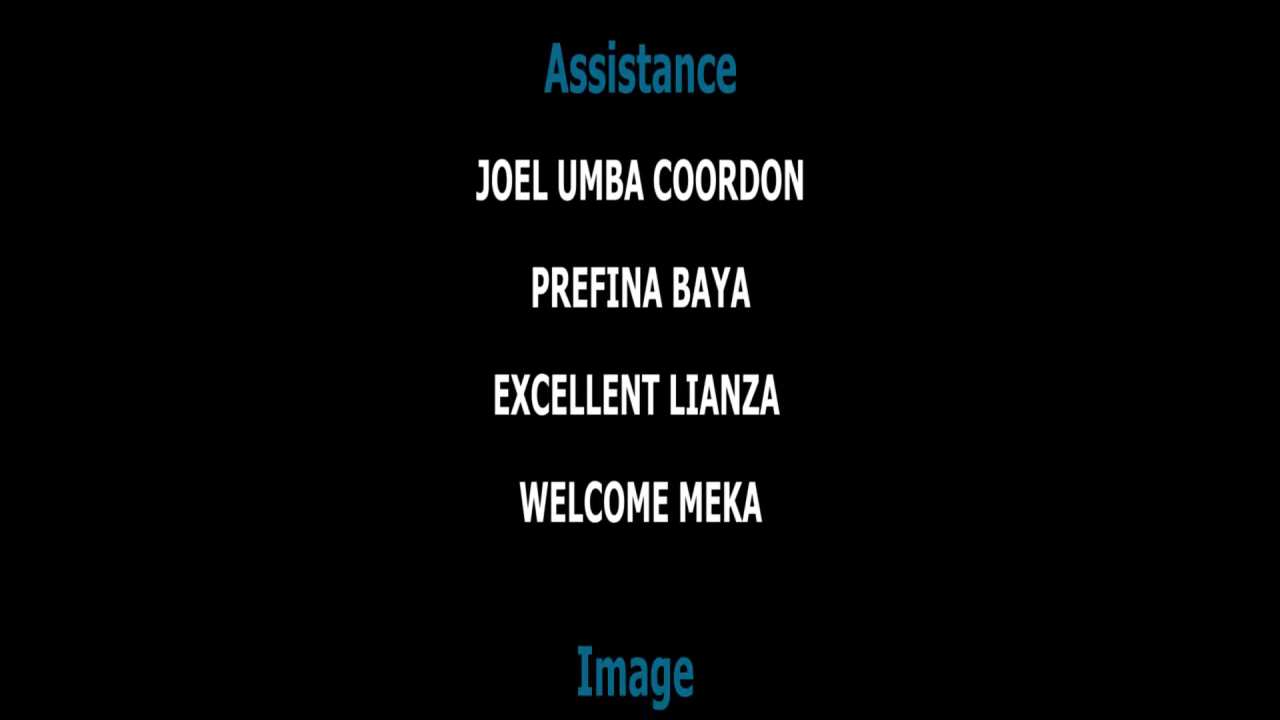 Assistance
JOEL UMBA COORDON
PREFINA BAYA
EXCELLENT LIANZA
WELCOME MEKA
Image